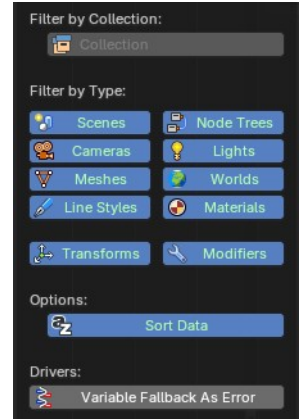 Filter by Collection:
Collection
Filter by Type:
Scenes Node Trees
Cameras Lights
Meshes Worlds
Line Styles Materials
Transforms Modifiers
Options:
Sort Data
Drivers:
Variable Fallback As Error